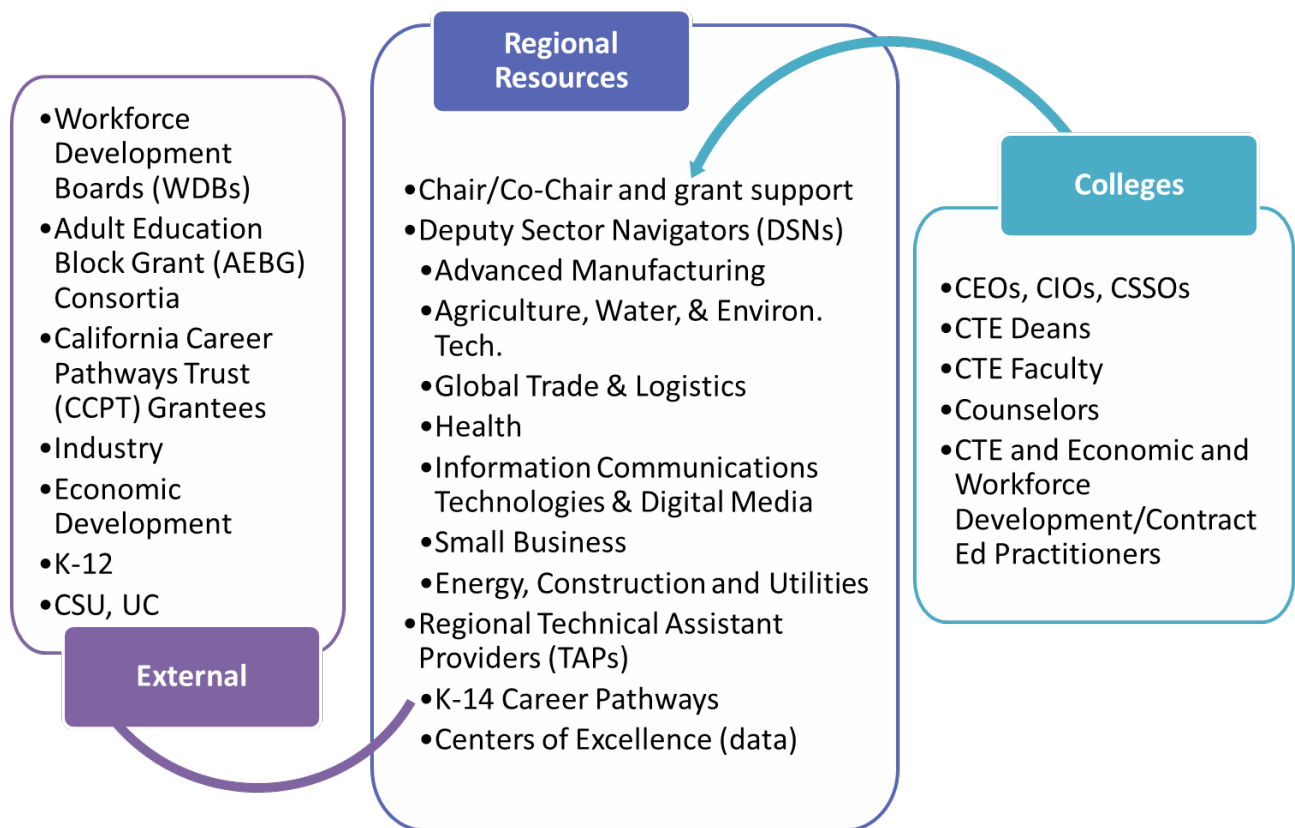 •Workforce
Development
Boards (WDBs)
•Adult Education
Block Grant (AEBG)
Consortia
•California Career
Pathways Trust
(CCPT) Grantees
•Industry
•Economic
Development
•K-12
•CSU, UC
External
Regional
Resources
•Chair/Co-Chair and grant support
•Deputy Sector Navigators (DSNs)
•Advanced Manufacturing
•Agriculture, Water, & Environ.
Tech.
•Global Trade & Logistics
•Health
•Information Communications
Technologies & Digital Media
•Small Business
•Energy, Construction and Utilities
•Regional Technical Assistant
Providers (TAPs)
•K-14 Career Pathways
•Centers of Excellence (data)
Colleges
•CEOs, CIOs, CSSOs
•CTE Deans
•CTE Faculty
•Counselors
•CTE and Economic and
Workforce
Development/Contract
Ed Practitioners